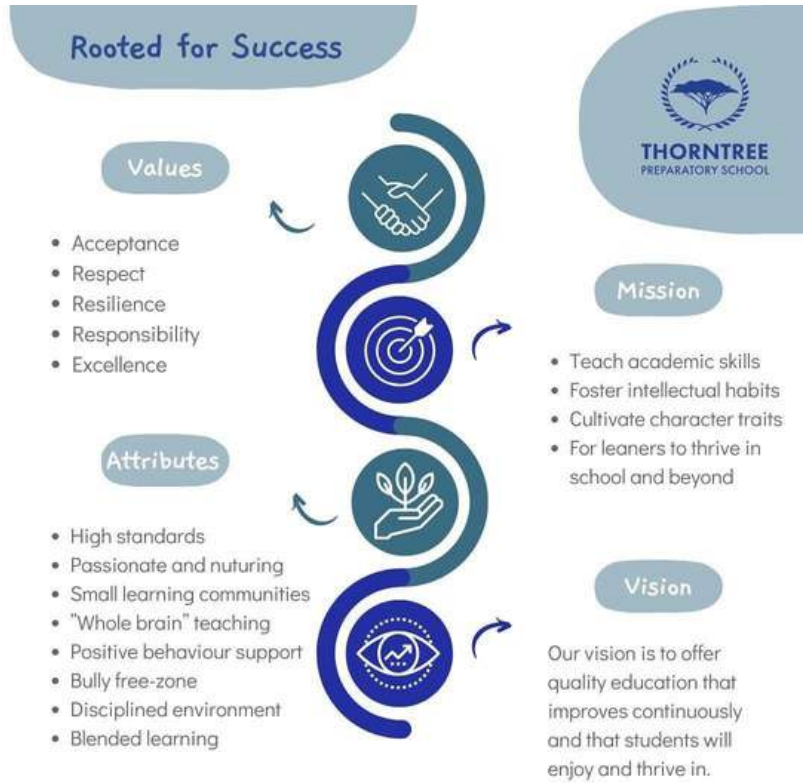 Rooted for Success
THORNTREE
PREPARATORY SCHOOL
Values
• Acceptance
• Respect
• Resilience
• Responsibility
• Excellence
Mission
• Teach academic skills
• Foster intellectual habits
• Cultivate character traits
• For leaners to thrive in
school and beyond
Attributes
• High standards
• Passionate and nuturing
• Small learning communities
• "Whole brain" teaching
• Positive behaviour support
• Bully free-zone
• Disciplined environment
• Blended learning
Vision
Our vision is to offer
quality education that
improves continuously
and that students will
enjoy and thrive in.